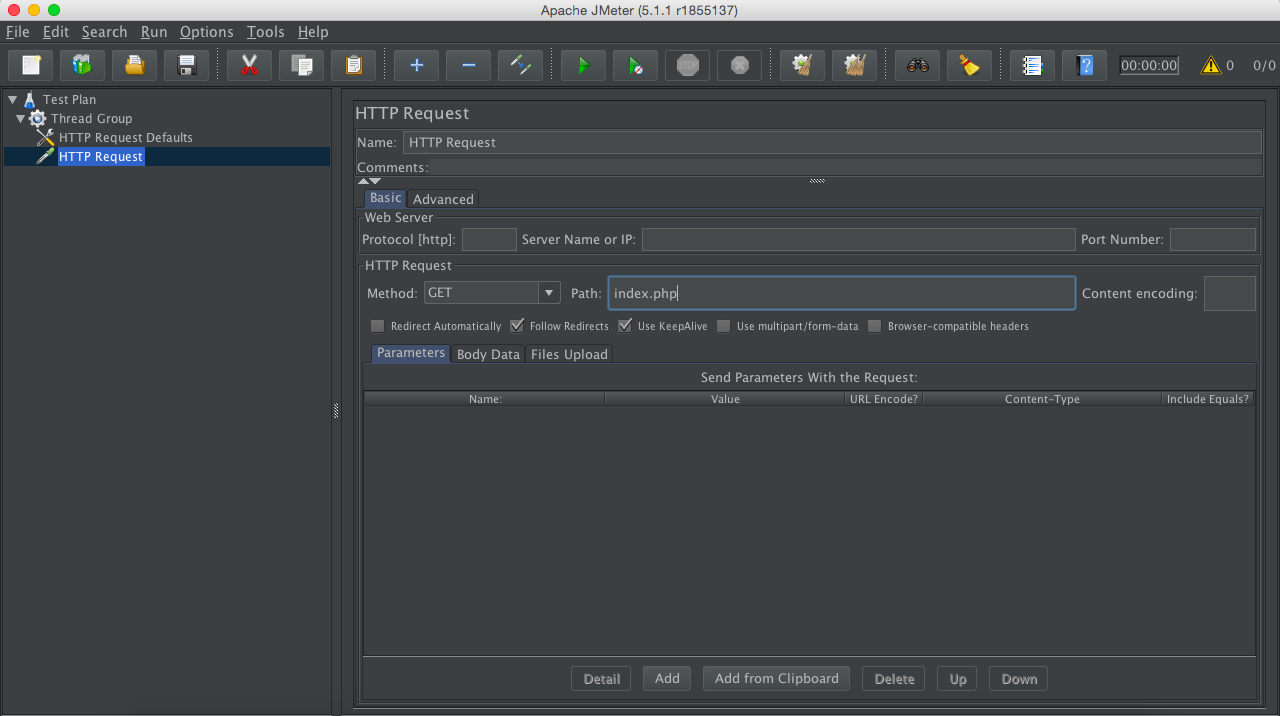 Apache JMeter (5.1.1 r1855137)
File Edit Search Run Options Tools Help
STOP 00:00:00 0 0/0
Test Plan
Thread Group
HTTP Request Defaults
HTTP Request
HTTP Request
Name: HTTP Request
Comments:
Basic Advanced
Web Server
Protocol [http]: Server Name or IP: Port Number:
HTTP Request
Method: GET Path: index.php Content encoding:
Redirect Automatically Follow Redirects Use KeepAlive Use multipart/form-data Browser-compatible headers
Parameters Body Data Files Upload
Send Parameters With the Request:
Name: Value URL Encode? Content-Type Include Equals?
Detail Add Add from Clipboard Delete Up Down